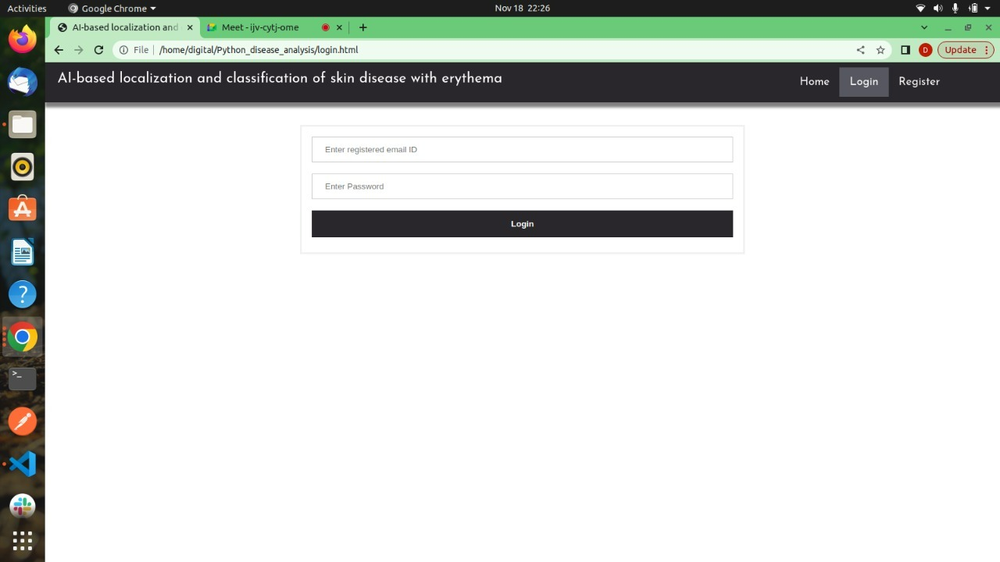 Activities
Google Chrome
Nov 18 22:26
AI-based localization and
Meet - ijv-cytj-ome
File
/home/digital/Python_disease_analysis/login.html
D
Update
AI-based localization and classification of skin disease with erythema
Home
Login
Register
Enter registered email ID
Enter Password
Login